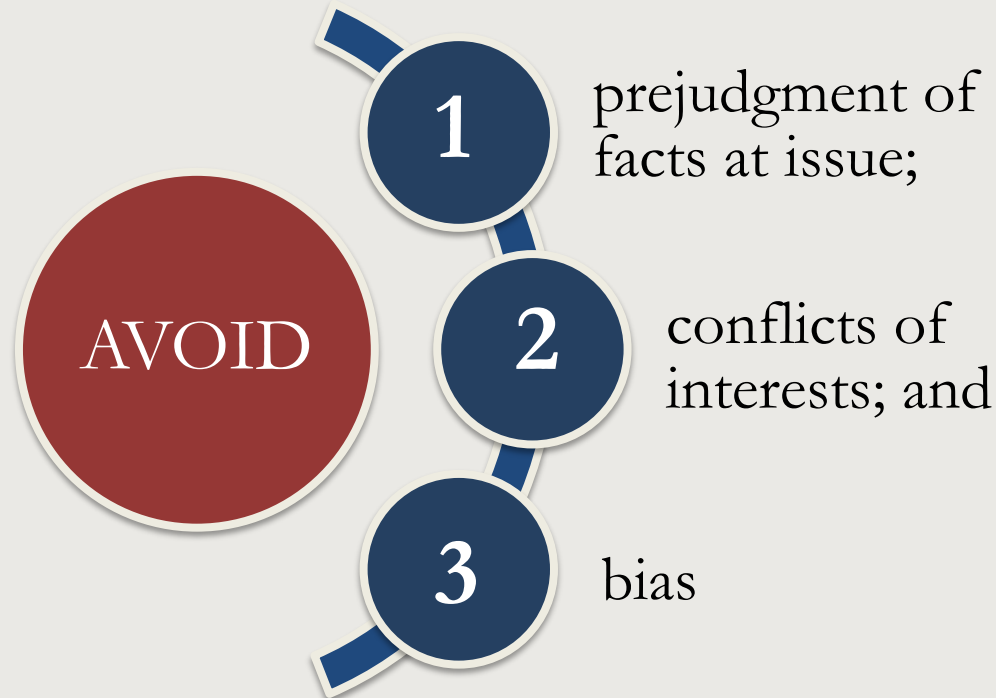 AVOID
1
prejudgment of
facts at issue;
2
conflicts of
interests; and
3
bias